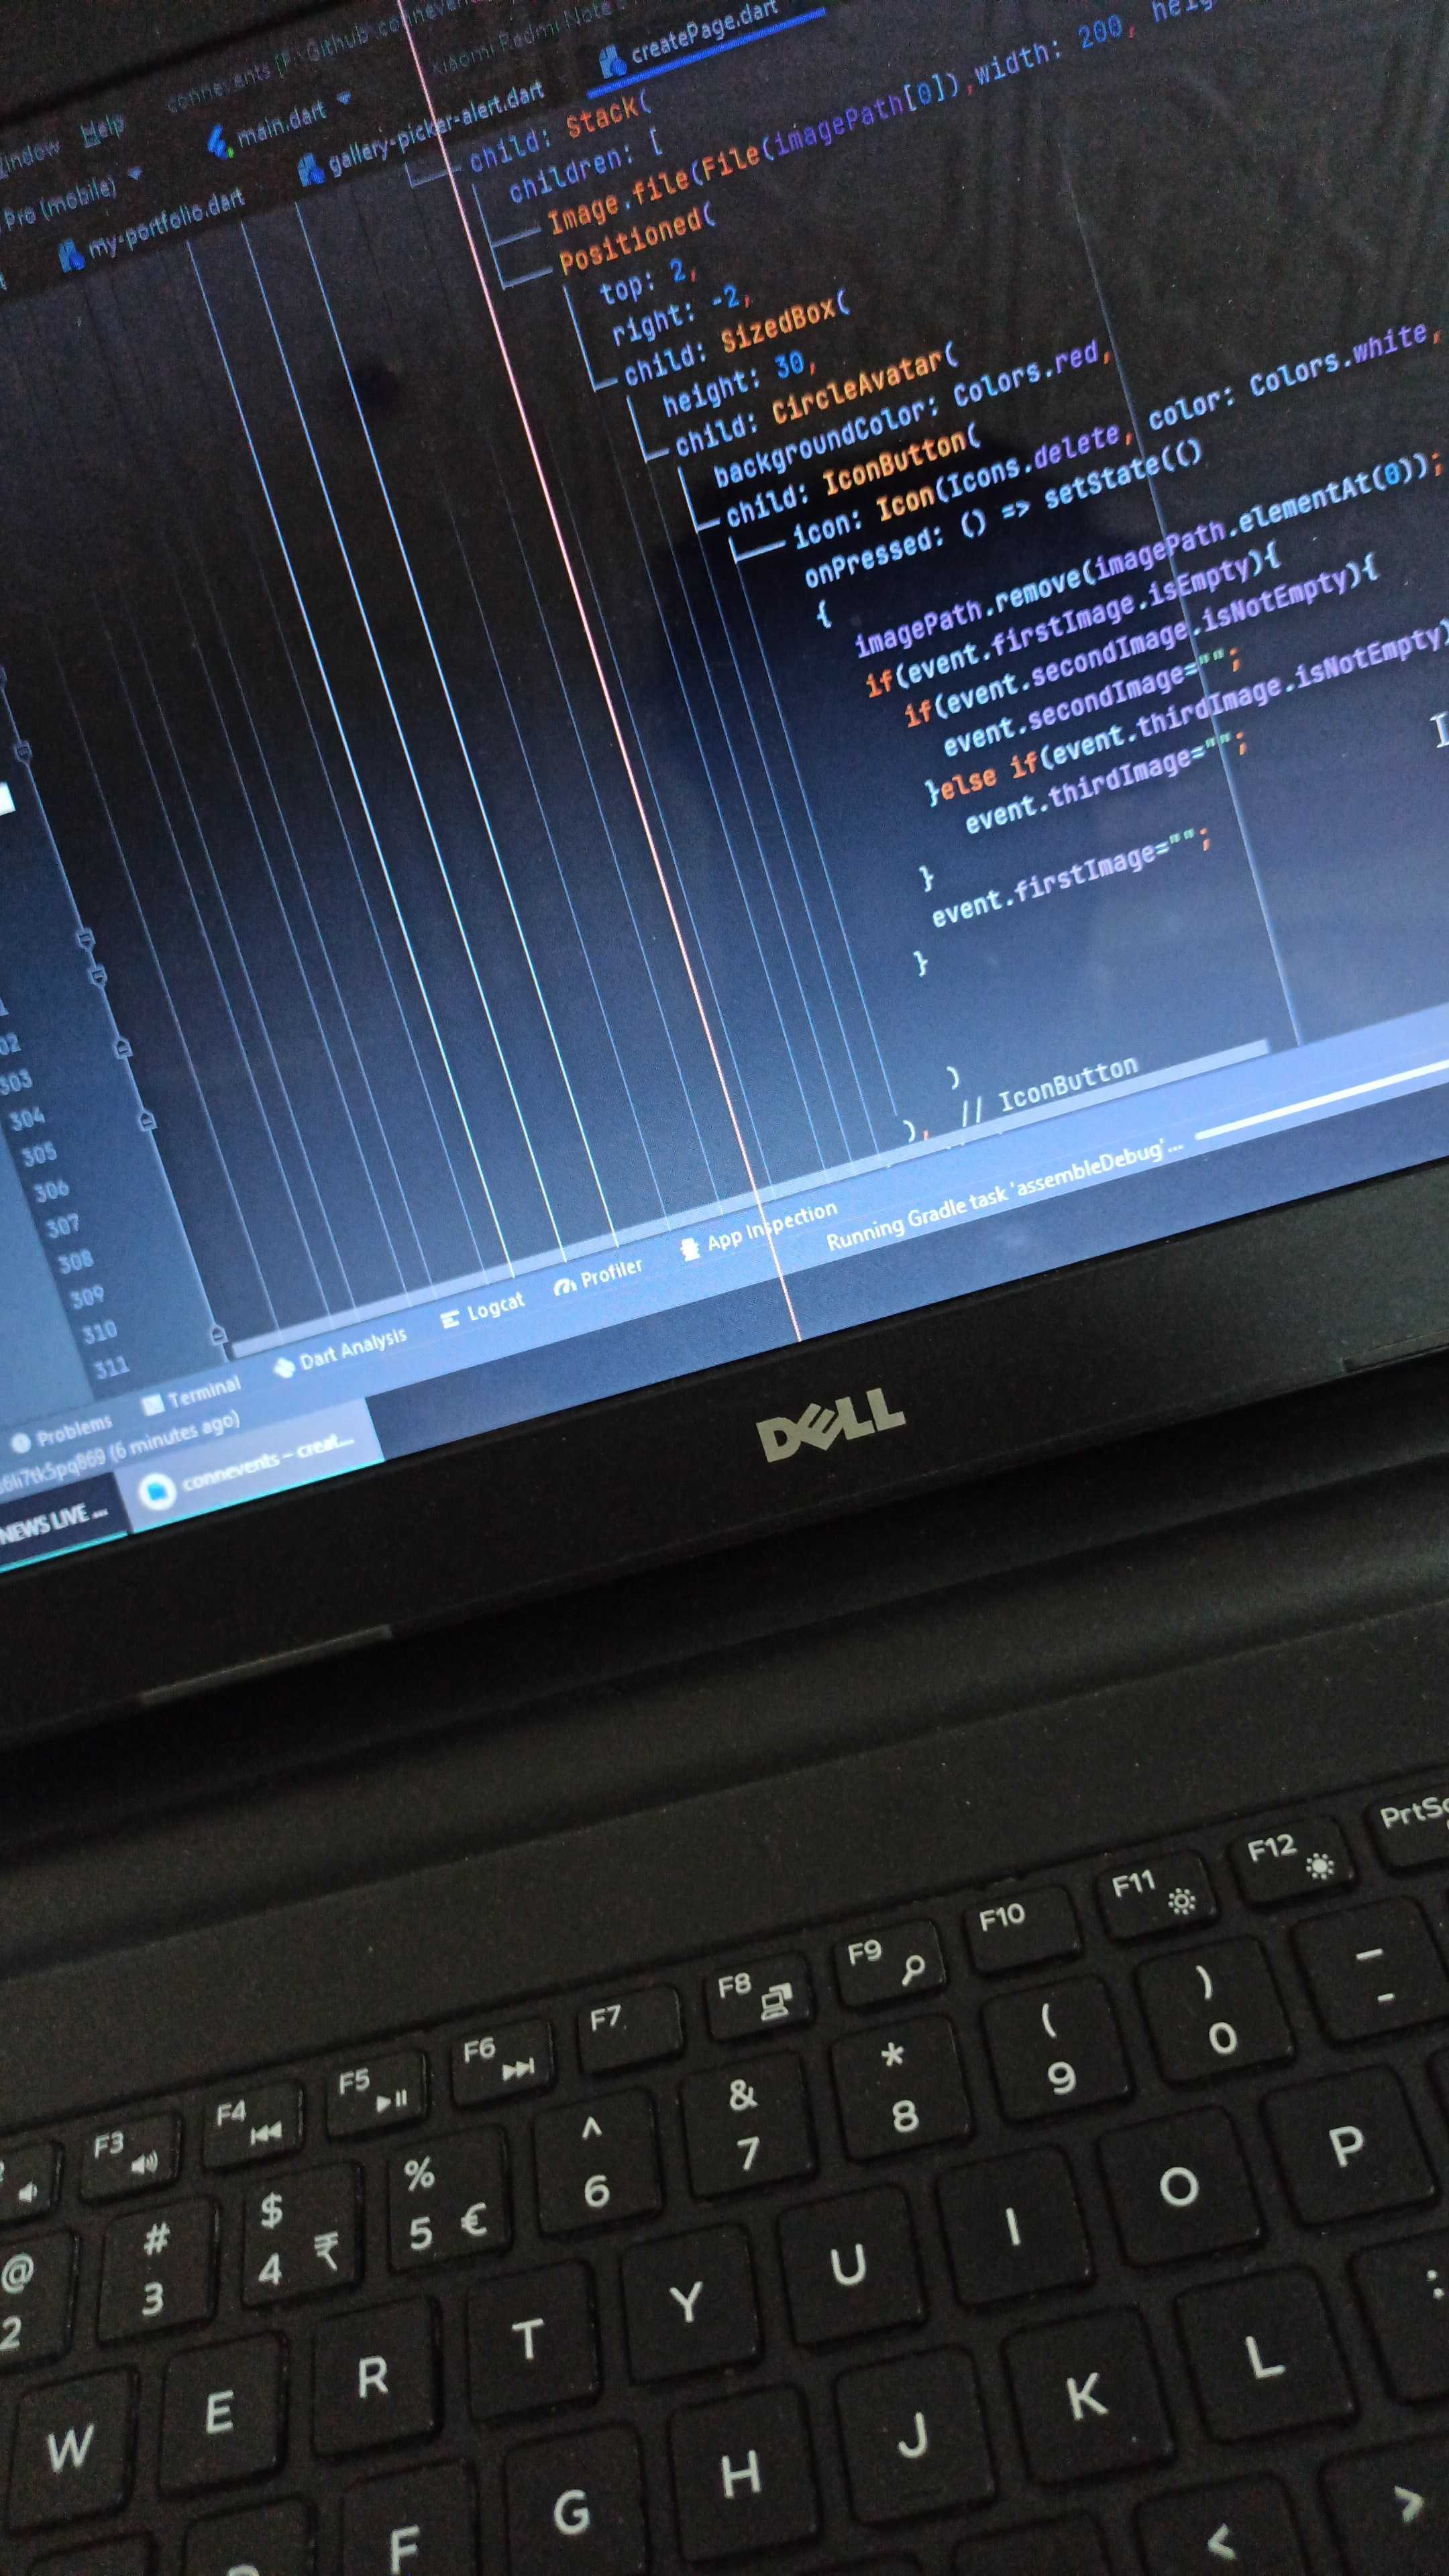 Window Help connevents [F:\Github\connevents
Pro (mobile) main.dart Xiaomi Redmi Note
my-portfolio.dart gallery-picker-alert.dart createPage.dart
child: Stack(
children: [
Image.file(File(imagePath[0]),width: 200, heig
Positioned(
top: 2,
right: -2,
child: SizedBox(
height: 30,
child: CircleAvatar(
backgroundColor: Colors.red,
child: IconButton(
icon: Icon(Icons.delete, color: Colors.white,
onPressed: () => setState(()
{
imagePath.remove(imagePath.elementAt(0));
if(event.firstImage.isEmpty){
if(event.secondImage.isNotEmpty){
event.secondImage="";
}else if(event.thirdImage.isNotEmpty)
event.thirdImage="";
}
event.firstImage="";
}
)
), // IconButton
02
303
304
305
306
307
308
309
310
311
Problems Terminal Dart Analysis Logcat Profiler App Inspection
(6 minutes ago) Running Gradle task 'assembleDebug'...
NEWS LIVE ... connevents – creat...
DELL
F3 F4 F5 F6 F7 F8 F9 F10 F11 F12 PrtSc
@ # $ % ^ & * ( ) _
2 3 4 ₹ 5 € 6 7 8 9 0 -
W E R T Y U I O P
F G H J K L :
< >